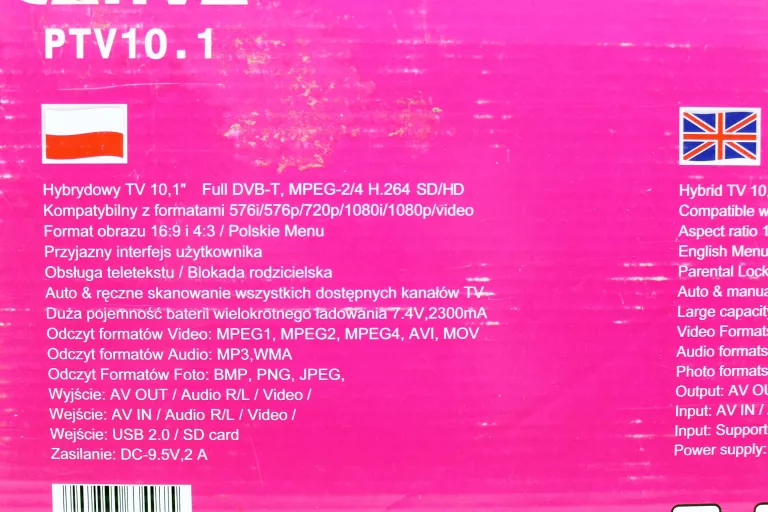 PTV10.1
Hybrydowy TV 10,1" Full DVB-T, MPEG-2/4 H.264 SD/HD
Kompatybilny z formatami 576i/576p/720p/1080i/1080p/video
Format obrazu 16:9 i 4:3 / Polskie Menu
Przyjazny interfejs użytkownika
Obsługa teletekstu / Blokada rodzicielska
Auto & ręczne skanowanie wszystkich dostępnych kanałów TV
Duża pojemność baterii wielokrotnego ładowania 7.4V,2300mA
Odczyt formatów Video: MPEG1, MPEG2, MPEG4, AVI, MOV
Odczyt formatów Audio: MP3,WMA
Odczyt Formatów Foto: BMP, PNG, JPEG,
Wyjście: AV OUT / Audio R/L / Video /
Wejście: AV IN / Audio R/L / Video /
Wejście: USB 2.0 / SD card
Zasilanie: DC-9.5V,2 A
Hybrid TV 10,
Compatible
Aspect ratio
English Menu
Parental Lock
Auto &
Large
Video Formats
Audio formats
Photo formats
Output: AV
Input: AV IN /
Input:
Power supply: